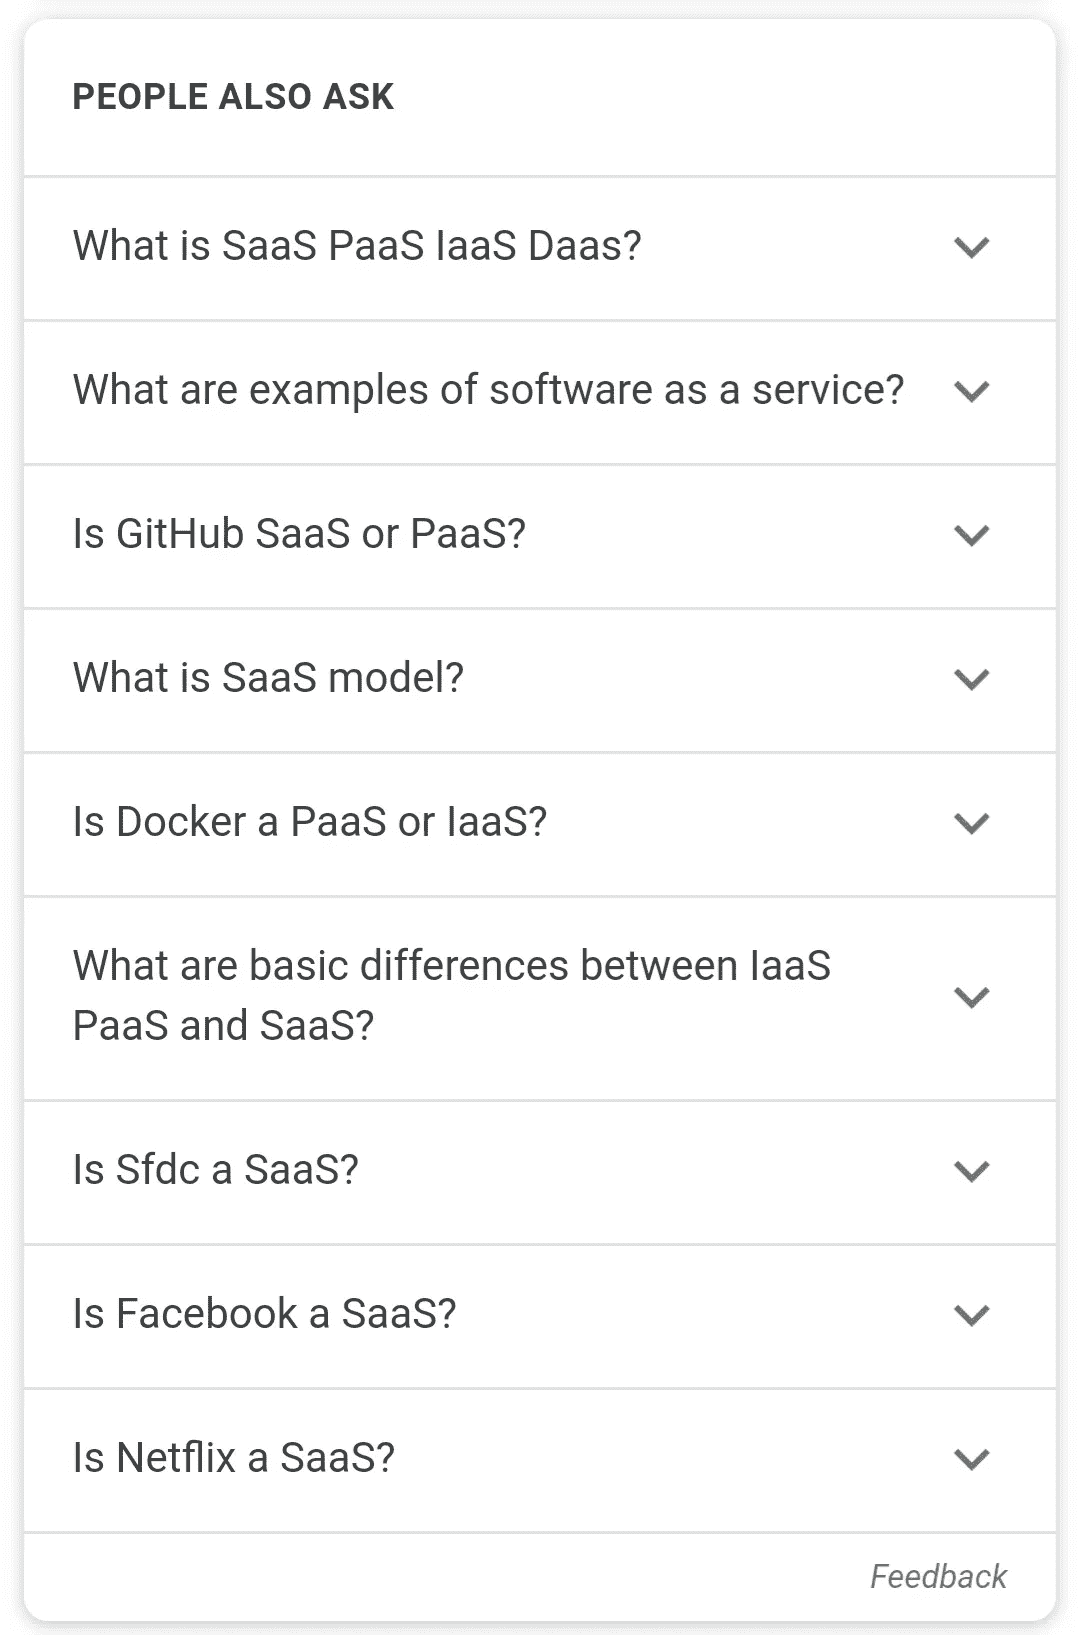 PEOPLE ALSO ASK
What is SaaS PaaS IaaS Daas?
What are examples of software as a service?
Is GitHub SaaS or PaaS?
What is SaaS model?
Is Docker a PaaS or IaaS?
What are basic differences between IaaS
PaaS and SaaS?
Is Sfdc a SaaS?
Is Facebook a SaaS?
Is Netflix a SaaS?
Feedback